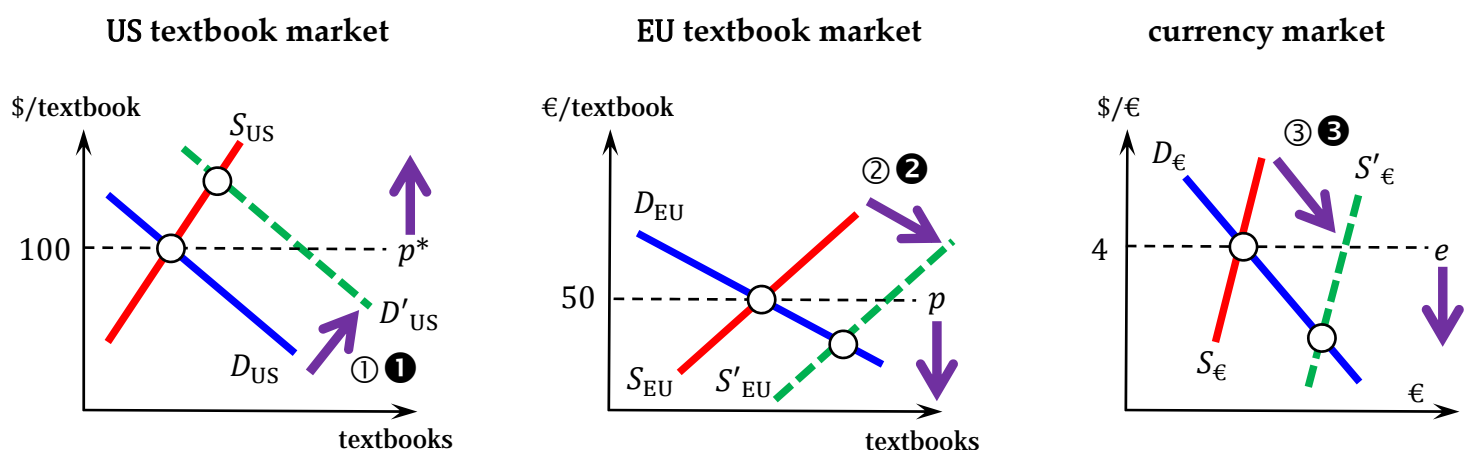 US textbook market
$/textbook
S_US
100
p*
D'_US
D_US
① ❶
textbooks
EU textbook market
€/textbook
② ❷
D_EU
50
p
S_EU
S'_EU
textbooks
currency market
$/€
③ ❸
D_€
S'_€
4
e
S_€
€